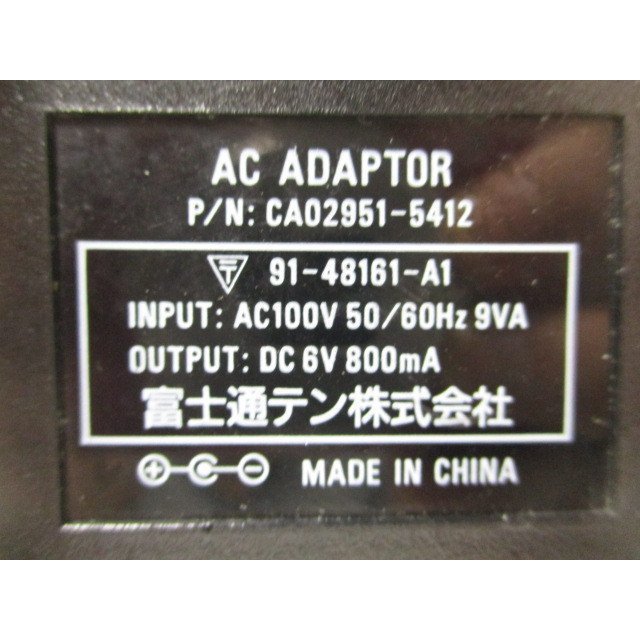 AC ADAPTOR
P/N: CA02951-5412
〒 91-48161-A1
INPUT: AC100V 50/60Hz 9VA
OUTPUT: DC 6V 800mA
富士通テン株式会社
MADE IN CHINA